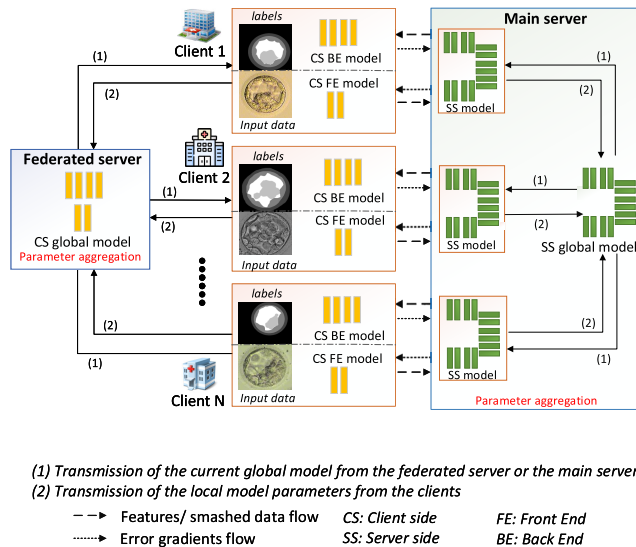 labels
Main server
Client 1
CS BE model
(1)
(1)
(2)
CS FE model
SS model
(2)
Input data
Federated server
labels
Client 2
(1)
CS BE model
(1)
(2)
CS FE model
SS model
(2)
SS global model
CS global model
Parameter aggregation
Input data
labels
(2)
CS BE model
(2)
CS FE model
(1)
(1)
SS model
Client N
Input data
Parameter aggregation
(1) Transmission of the current global model from the federated server or the main server
(2) Transmission of the local model parameters from the clients
Features/ smashed data flow CS: Client side FE: Front End
Error gradients flow SS: Server side BE: Back End